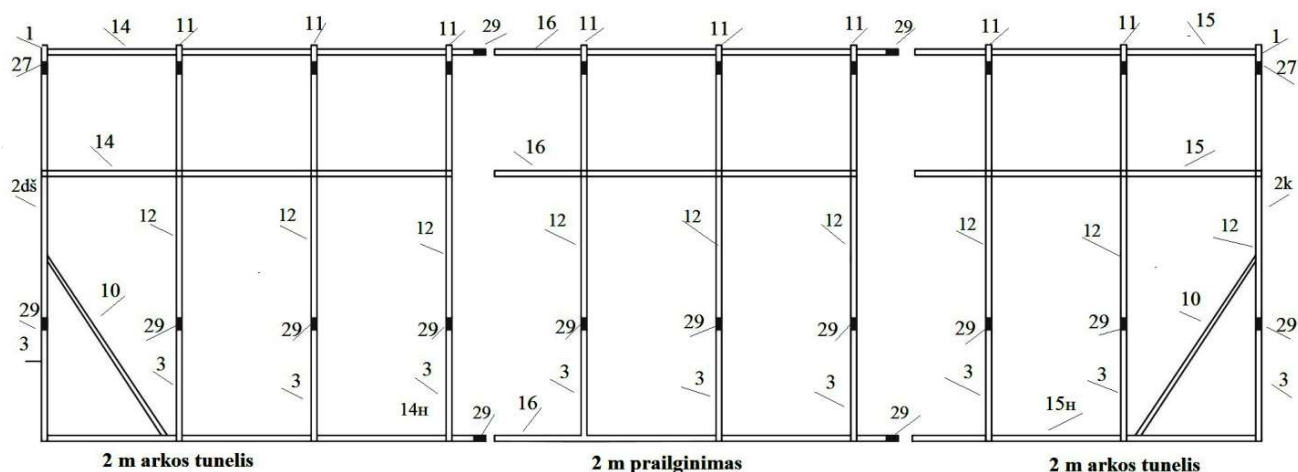 1 14 11 11 11 29 16 11 11 11 29 11 11 15 1
27 27
14 16 15
2dš 2k
12 12 12 12 12 12 12 12 12
10 10
29 29 29 29 29 29 29 29 29 29
3 3 3 3 3 3 3 3 3 3
14н 29 16 29 15н
2 m arkos tunelis 2 m prailginimas 2 m arkos tunelis